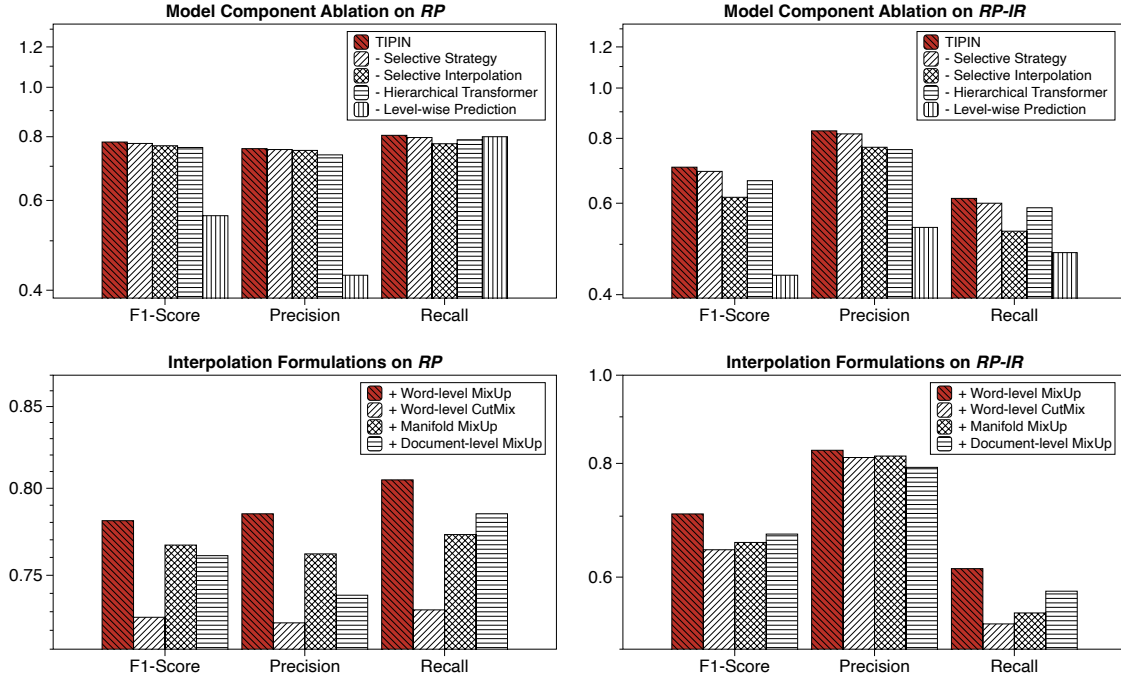 Model Component Ablation on RP
1.2
1.0
0.8
0.6
0.4
TIPIN
- Selective Strategy
- Selective Interpolation
- Hierarchical Transformer
- Level-wise Prediction
F1-Score
Precision
Recall
Model Component Ablation on RP-IR
1.2
1.0
0.8
0.6
0.4
TIPIN
- Selective Strategy
- Selective Interpolation
- Hierarchical Transformer
- Level-wise Prediction
F1-Score
Precision
Recall
Interpolation Formulations on RP
0.85
0.80
0.75
+ Word-level MixUp
+ Word-level CutMix
+ Manifold MixUp
+ Document-level MixUp
F1-Score
Precision
Recall
Interpolation Formulations on RP-IR
1.0
0.8
0.6
+ Word-level MixUp
+ Word-level CutMix
+ Manifold MixUp
+ Document-level MixUp
F1-Score
Precision
Recall